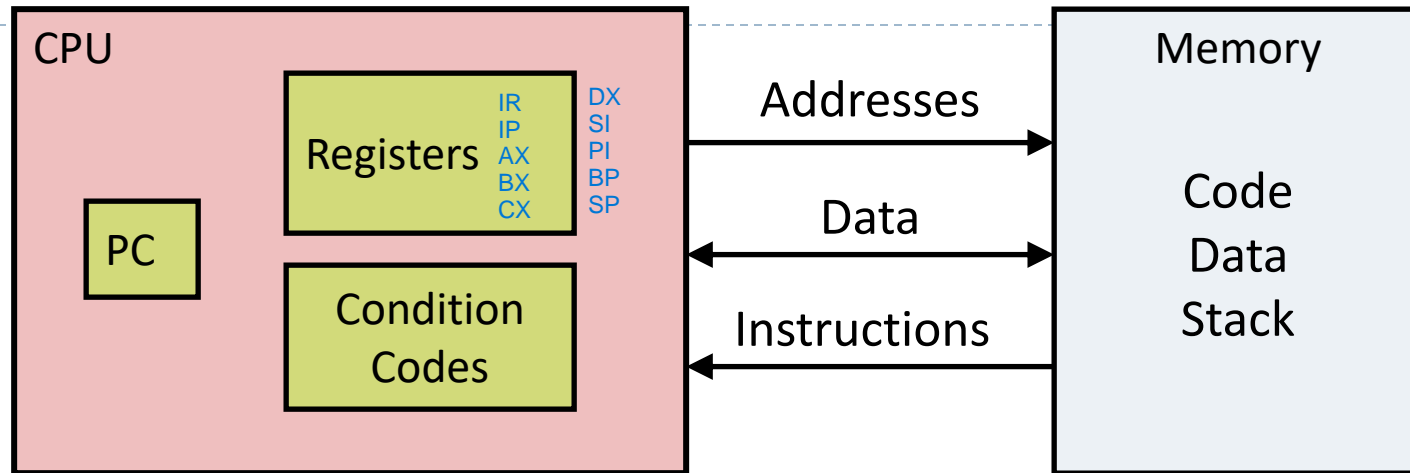 CPU
Registers
IR
IP
AX
BX
CX
DX
SI
PI
BP
SP
PC
Condition
Codes
Addresses
Data
Instructions
Memory
Code
Data
Stack